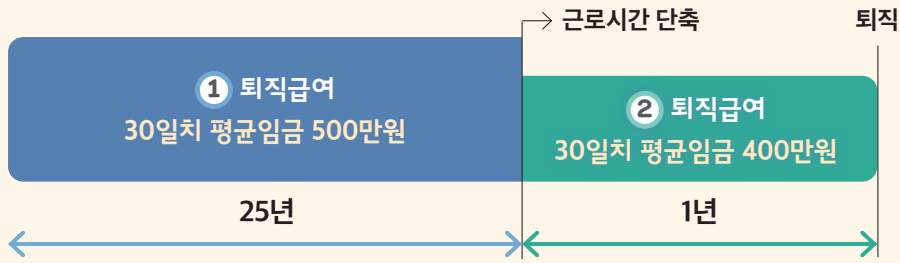 근로시간 단축
퇴직
1 퇴직급여
30일치 평균임금 500만원
2 퇴직급여
30일치 평균임금 400만원
25년
1년